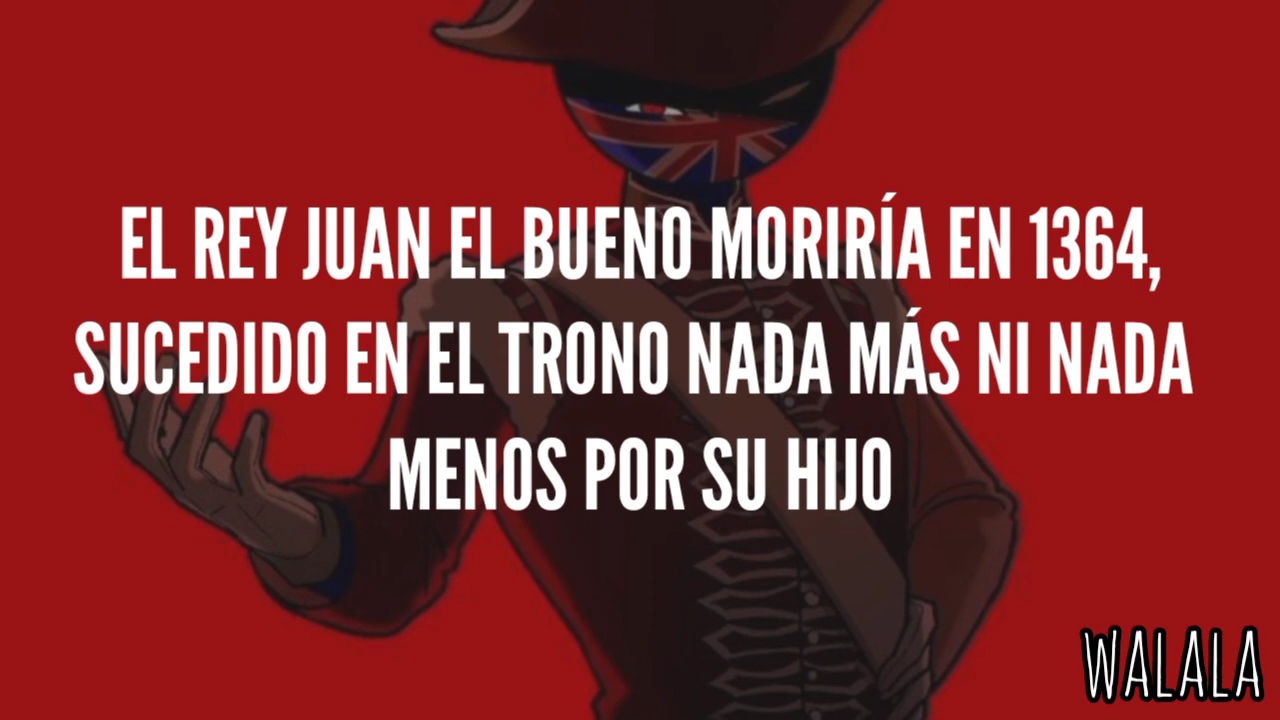 EL REY JUAN EL BUENO MORIRÍA EN 1364,
SUCEDIDO EN EL TRONO NADA MÁS NI NADA
MENOS POR SU HIJO
WALALA